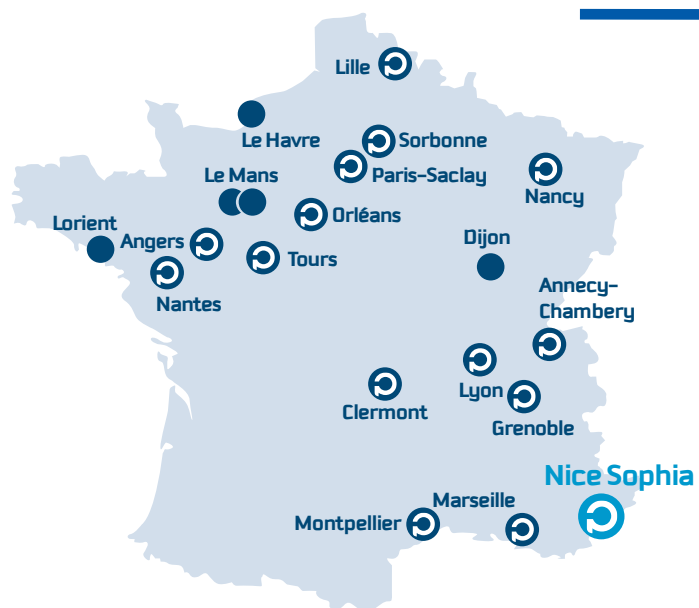 Lille
Le Havre
Sorbonne
Paris-Saclay
Le Mans
Nancy
Orléans
Lorient
Angers
Dijon
Tours
Nantes
Annecy-
Chambery
Lyon
Clermont
Grenoble
Nice Sophia
Marseille
Montpellier